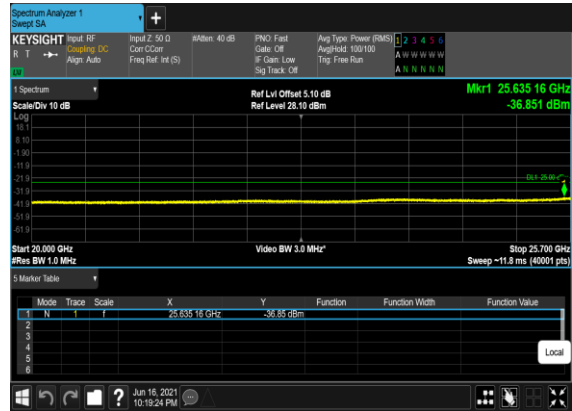 Spectrum Analyzer 1
Swept SA
+
KEYSIGHT Input: RF Input Z: 50 Ω #Atten: 40 dB PNO: Fast Avg Type: Power (RMS) 1 2 3 4 5 6
R T Coupling: DC Corr CCorr Gate: Off Avg|Hold: 100/100 A W W W W W
Align: Auto Freq Ref: Int (S) IF Gain: Low Trig: Free Run
Sig Track: Off A N N N N N
1 Spectrum
Ref Lvl Offset 5.10 dB Mkr1 25.635 16 GHz
Scale/Div 10 dB Ref Level 28.10 dBm -36.851 dBm
Log
18.1
8.10
-1.90
-11.9
-21.9
-31.9
-41.9
-51.9
-61.9
Start 20.000 GHz Video BW 3.0 MHz* Stop 25.700 GHz
#Res BW 1.0 MHz Sweep ~11.8 ms (40001 pts)
5 Marker Table
Mode Trace Scale X Y Function Function Width Function Value
1 N 1 f 25.635 16 GHz -36.85 dBm
2
3
4
5
6
Local
? Jun 16, 2021
10:19:24 PM